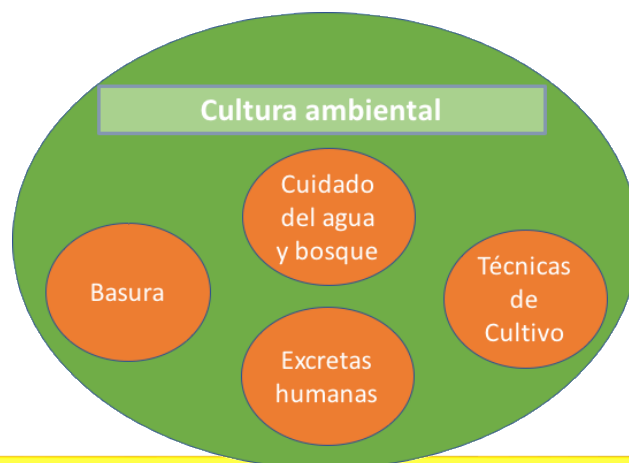 Cultura ambiental
Cuidado
del agua
y bosque
Basura
Técnicas
de
Cultivo
Excretas
humanas